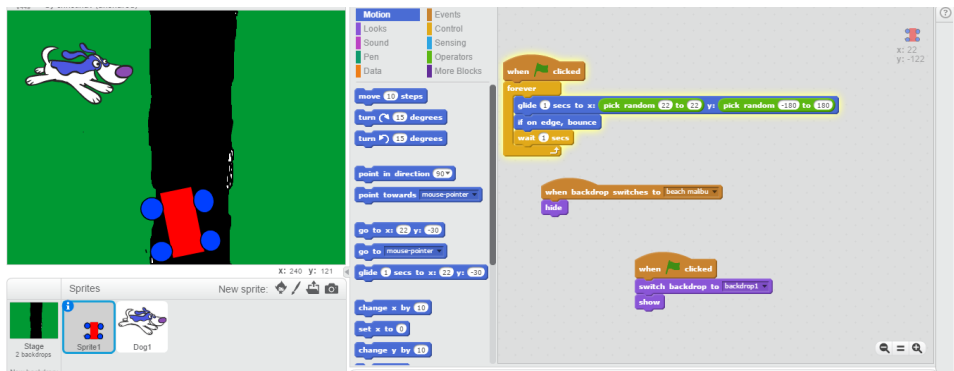 Motion Events
Looks Control
Sound Sensing
Pen Operators
Data More Blocks
move 10 steps
turn 15 degrees
turn 15 degrees
point in direction 90
point towards mouse-pointer
go to x: 22 y: -30
go to mouse-pointer
glide 1 secs to x: 22 y: -30
change x by 10
set x to 0
change y by 10
x: 22
y: -122
when clicked
forever
glide 1 secs to x: pick random 22 to 22 y: pick random -180 to 180
if on edge, bounce
wait 1 secs
when backdrop switches to beach malibu
hide
when clicked
switch backdrop to backdrop1
show
x: 240 y: 121
Sprites New sprite:
Stage
2 backdrops
Sprite1
Dog1